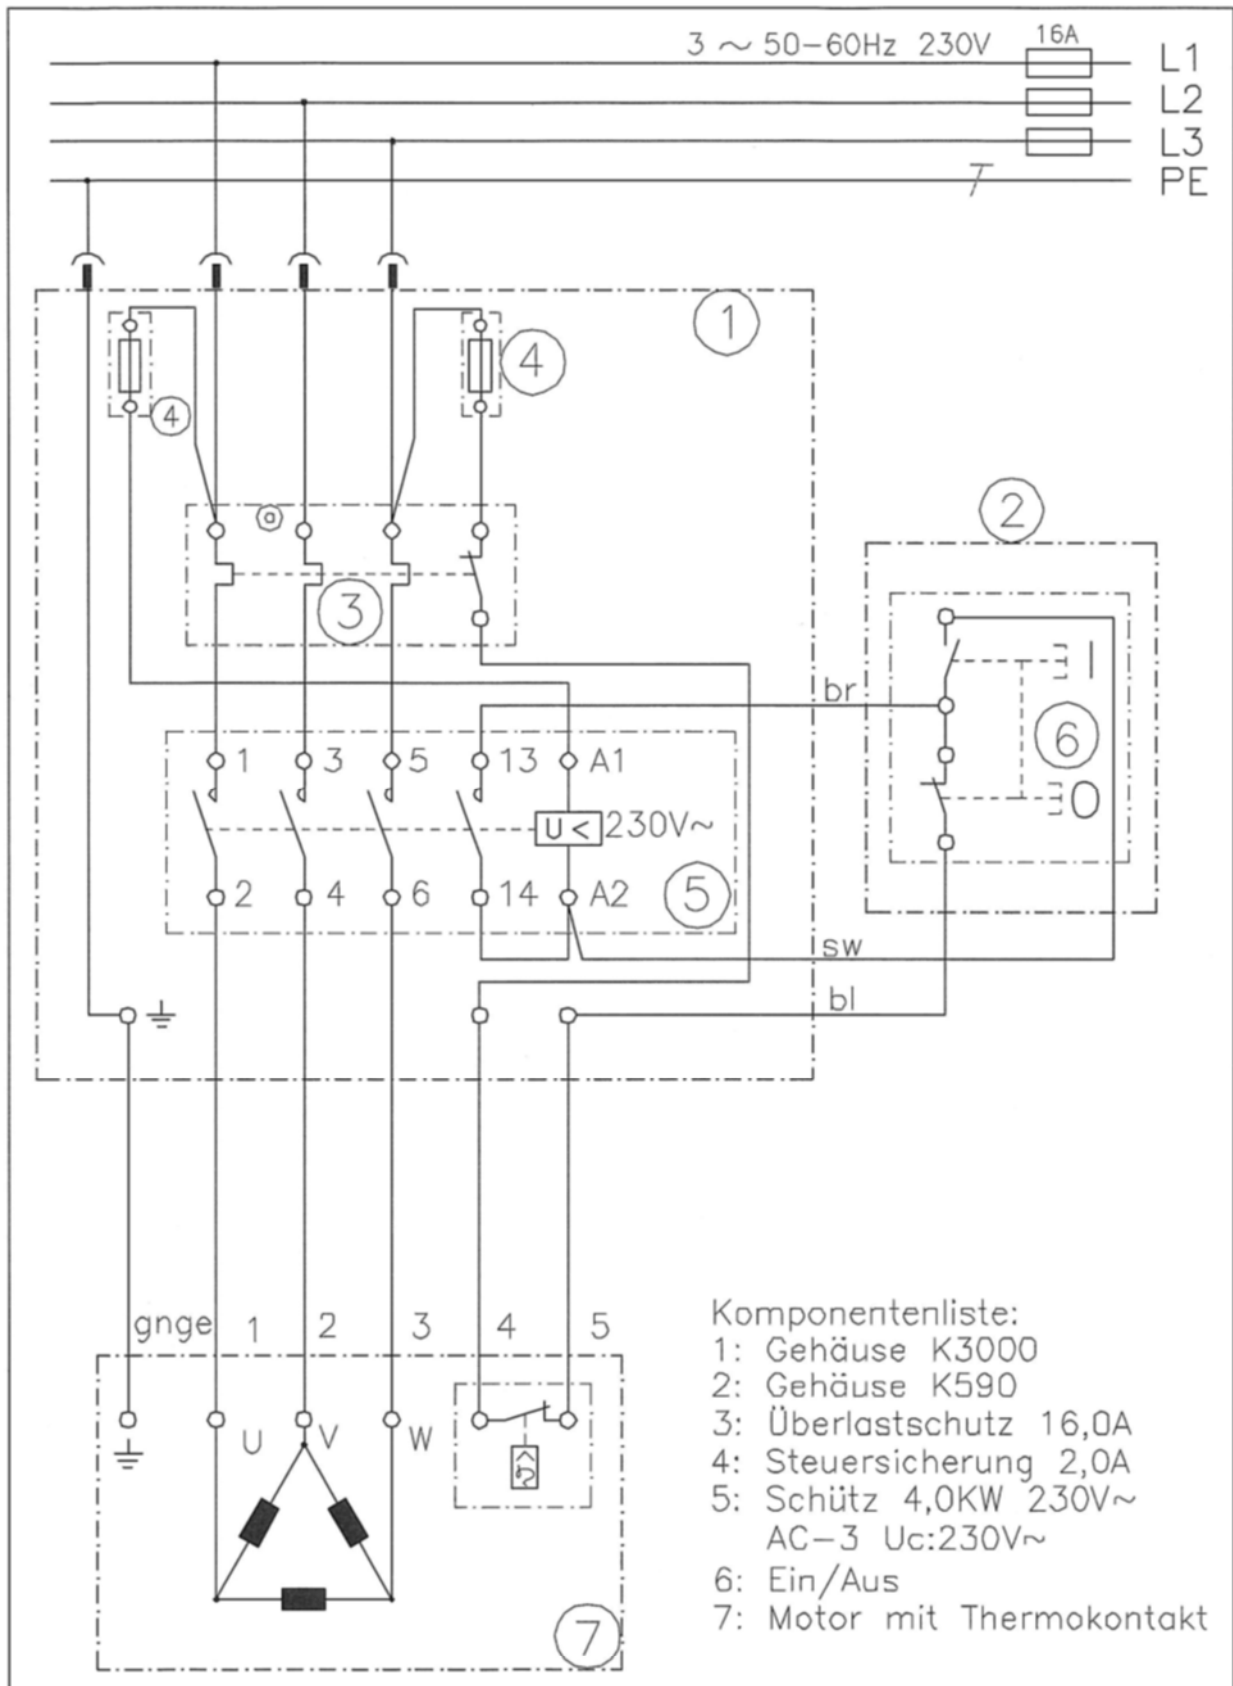 3 ~ 50-60Hz 230V
16A
L1
L2
L3
PE
1
4
4
a
2
3
br
1 3 5 13 A1
6
I
O
U < 230V~
2 4 6 14 A2
5
sw
bl
gnge 1 2 3 4 5
U V W
7
Komponentenliste:
1: Gehäuse K3000
2: Gehäuse K590
3: Überlastschutz 16,0A
4: Steuersicherung 2,0A
5: Schütz 4,0KW 230V~
AC-3 Uc:230V~
6: Ein/Aus
7: Motor mit Thermokontakt